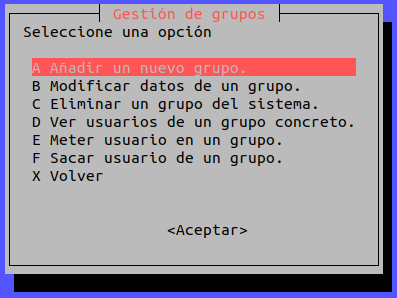 Gestión de grupos
Seleccione una opción
A Añadir un nuevo grupo.
B Modificar datos de un grupo.
C Eliminar un grupo del sistema.
D Ver usuarios de un grupo concreto.
E Meter usuario en un grupo.
F Sacar usuario de un grupo.
X Volver
<Aceptar>